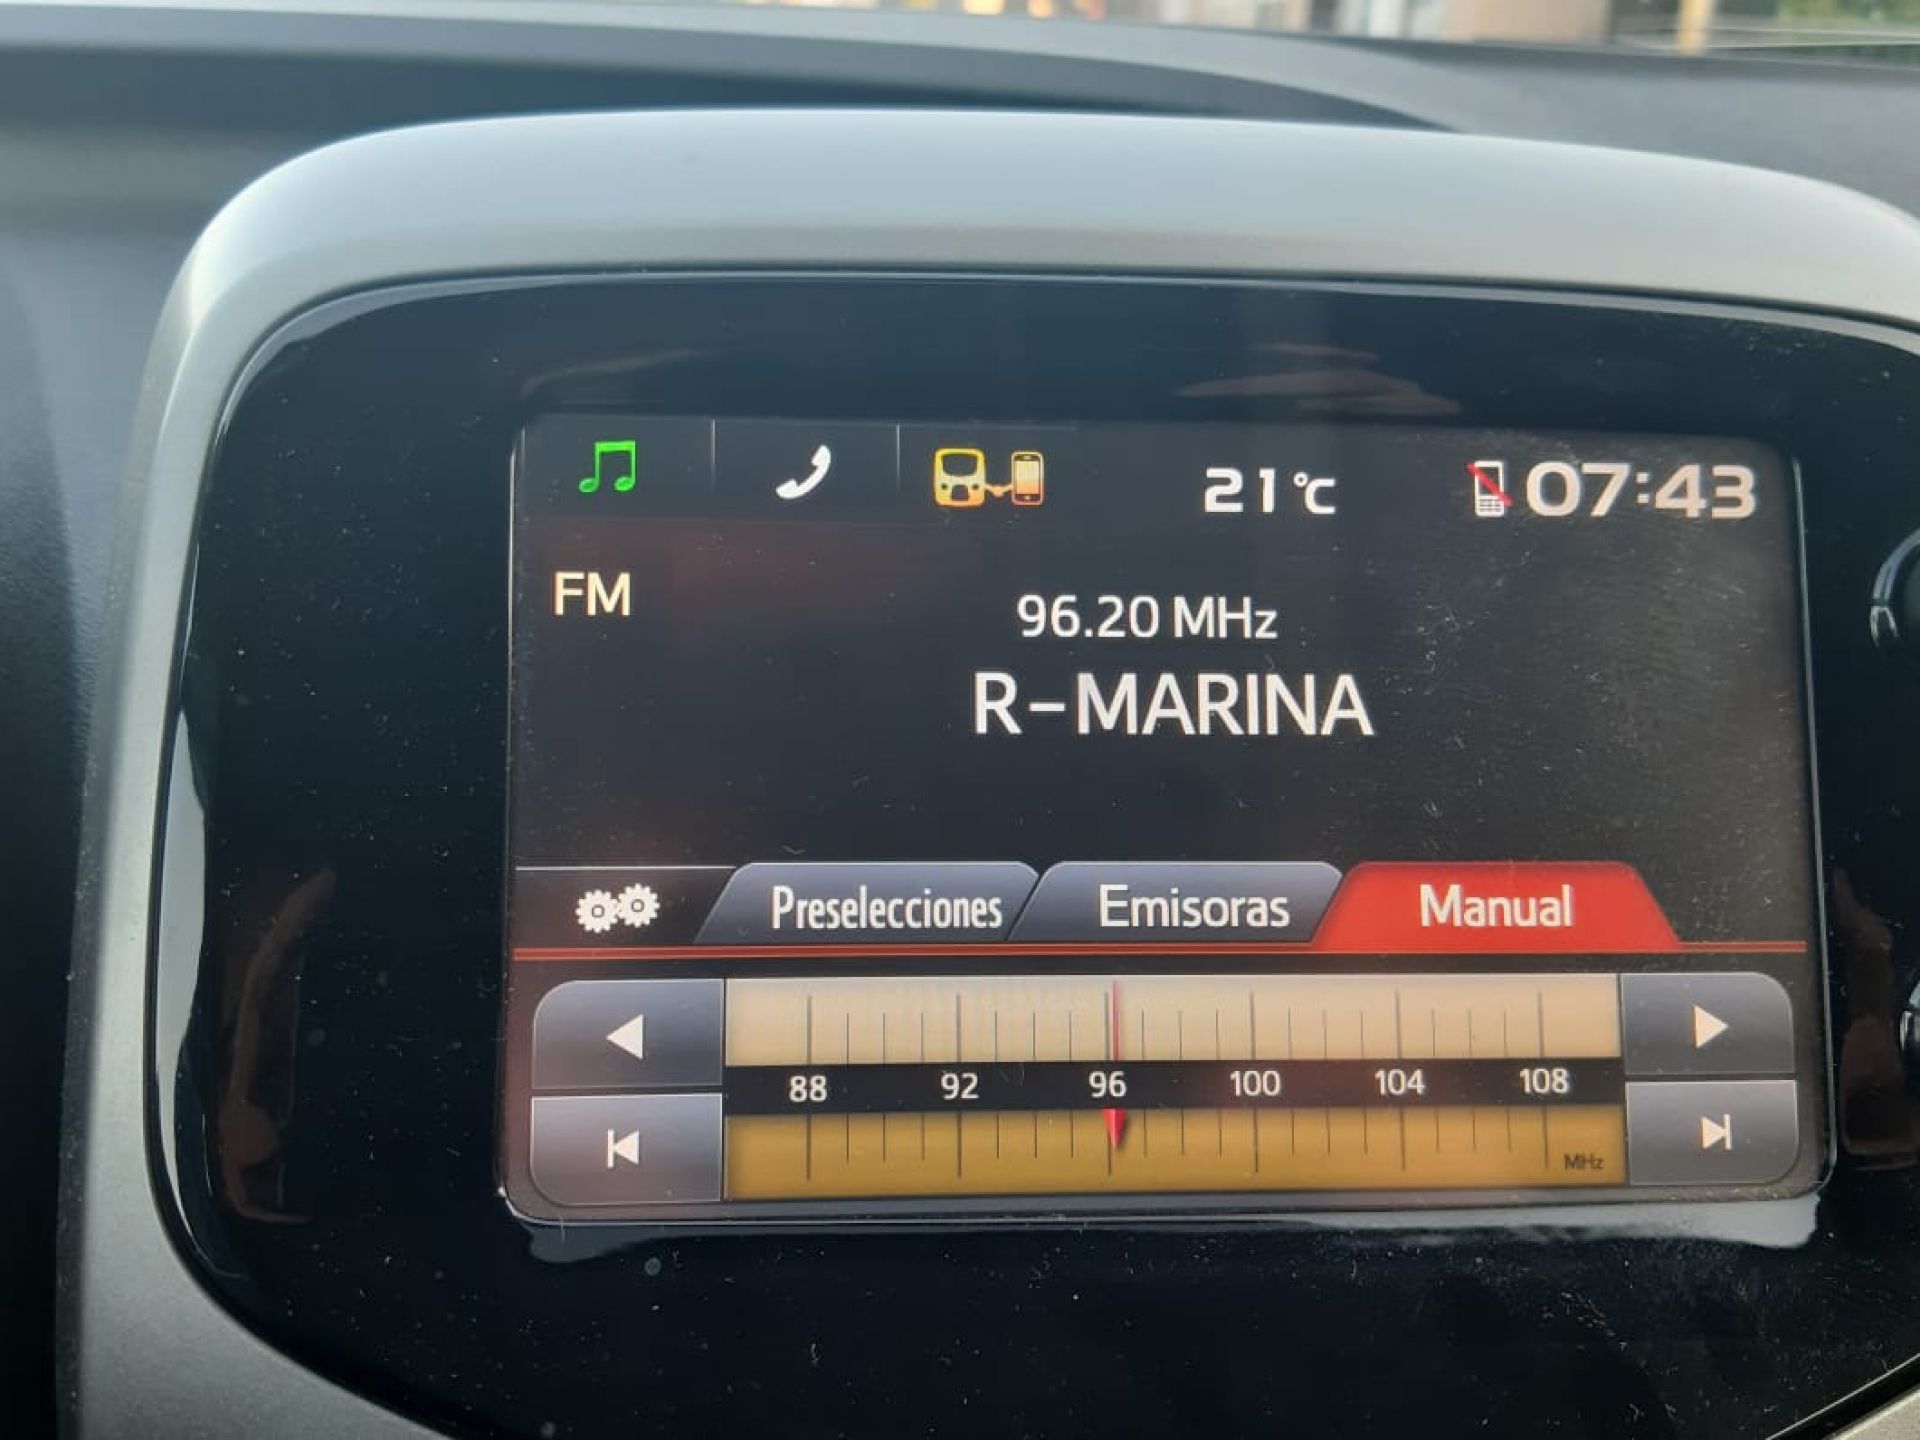 21°C 07:43
FM
96.20 MHz
R-MARINA
Preselecciones Emisoras Manual
88 92 96 100 104 108
MHz